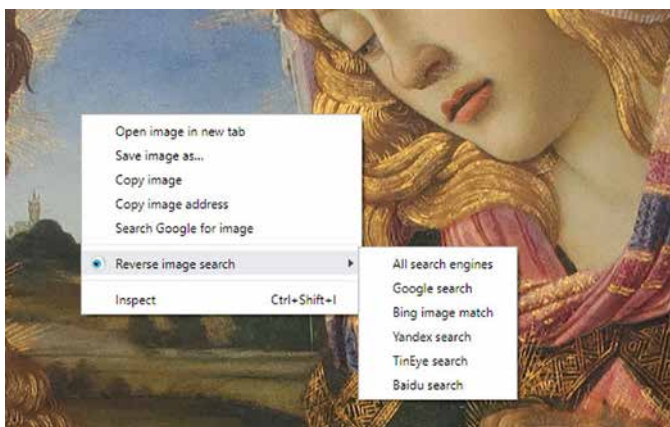 Open image in new tab
Save image as...
Copy image
Copy image address
Search Google for image
Reverse image search
Inspect Ctrl+Shift+I
All search engines
Google search
Bing image match
Yandex search
TinEye search
Baidu search